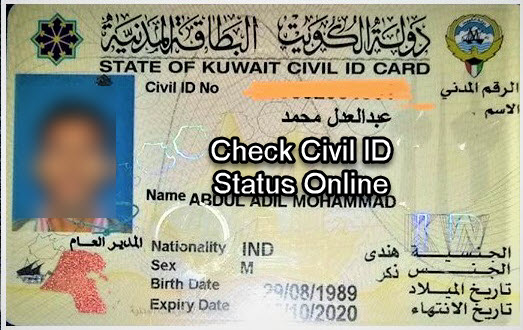 دولة الكويت البطاقة المدنية
STATE OF KUWAIT CIVIL ID CARD
Civil ID No الرقم المدني
الاسم
عبدالعدل محمد
Check Civil ID
Status Online
Name ABDUL ADIL MOHAMMAD
المدير العام
Nationality IND هندى الجنسية
Sex M ذكر الجنس
Birth Date 29/08/1989 تاريخ الميلاد
Expiry Date /10/2020 تاريخ الانتهاء